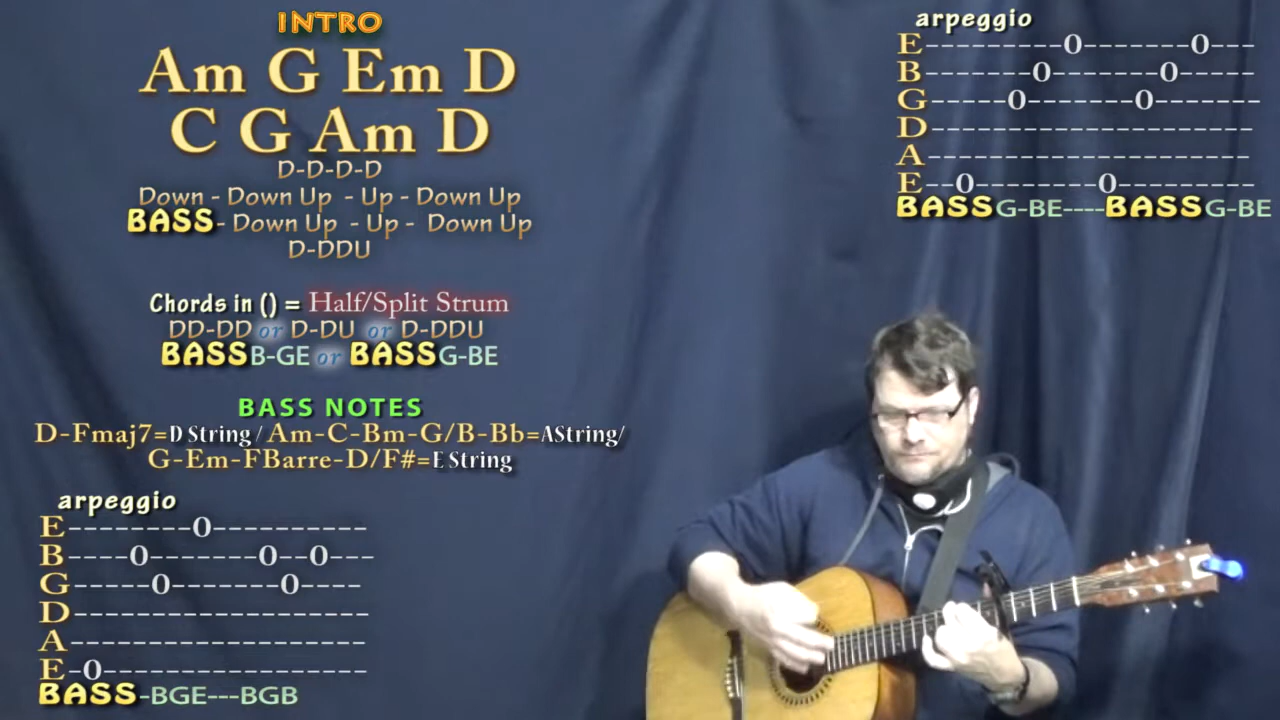 INTRO
Am G Em D
C G Am D
D-D-D-D
Down - Down Up - Up - Down Up
BASS- Down Up - Up - Down Up
D-DDU
Chords in () = Half/Split Strum
DD-DD or D-DU or D-DDU
BASSB-GE or BASSG-BE
BASS NOTES
D-Fmaj7=D String / Am-C-Bm-G/B-Bb=AString/
G-Em-FBarre-D/F#=E String
arpeggio
E--------0----------
B----0-------0--0---
G-----0-------0----
D------------------
A------------------
E-0----------------
BASS-BGE---BGB
arpeggio
E---------0-------0---
B-------0-------0-----
G-----0-------0-------
D---------------------
A---------------------
E--0--------0---------
BASSG-BE----BASSG-BE